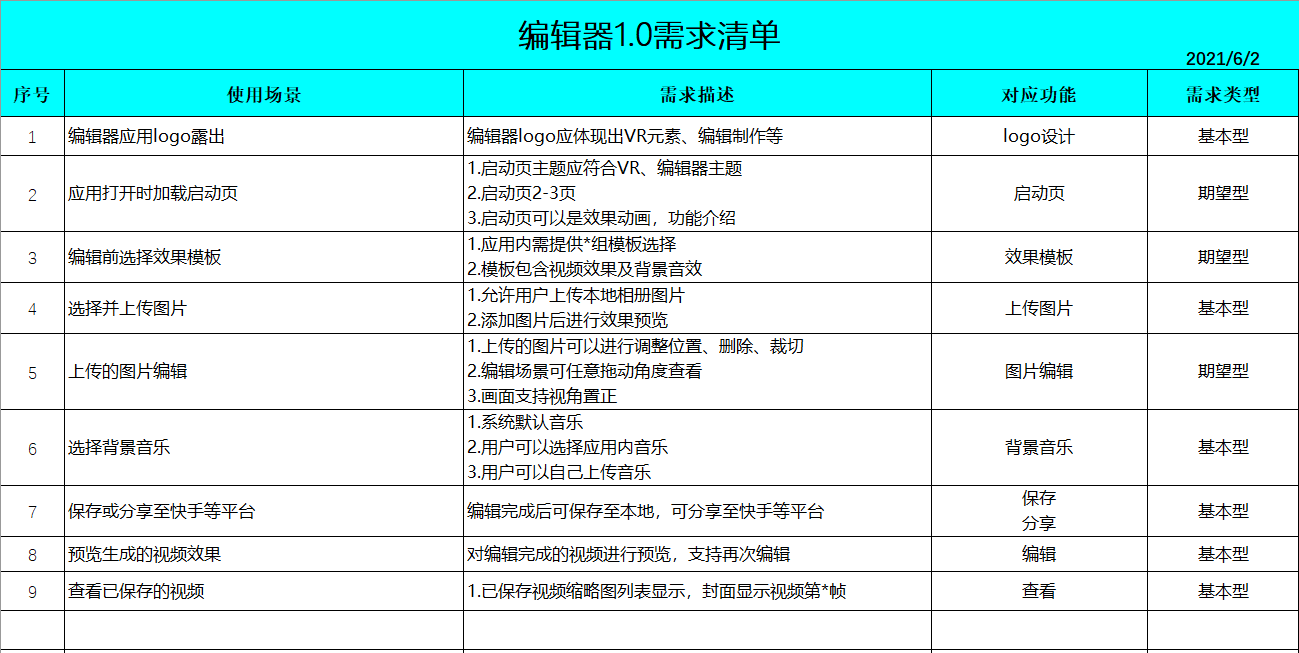 编辑器1.0需求清单
2021/6/2
序号 使用场景 需求描述 对应功能 需求类型
1 编辑器应用logo露出 编辑器logo应体现出VR元素、编辑制作等 logo设计 基本型
2 应用打开时加载启动页 1.启动页主题应符合VR、编辑器主题
2.启动页2-3页
3.启动页可以是效果动画，功能介绍 启动页 期望型
3 编辑前选择效果模板 1.应用内需提供*组模板选择
2.模板包含视频效果及背景音效 效果模板 期望型
4 选择并上传图片 1.允许用户上传本地相册图片
2.添加图片后进行效果预览 上传图片 基本型
5 上传的图片编辑 1.上传的图片可以进行调整位置、删除、裁切
2.编辑场景可任意拖动角度查看
3.画面支持视角置正 图片编辑 期望型
6 选择背景音乐 1.系统默认音乐
2.用户可以选择应用内音乐
3.用户可以自己上传音乐 背景音乐 基本型
7 保存或分享至快手等平台 编辑完成后可保存至本地，可分享至快手等平台 保存
分享 基本型
8 预览生成的视频效果 对编辑完成的视频进行预览，支持再次编辑 编辑 基本型
9 查看已保存的视频 1.已保存视频缩略图列表显示，封面显示视频第*帧 查看 基本型